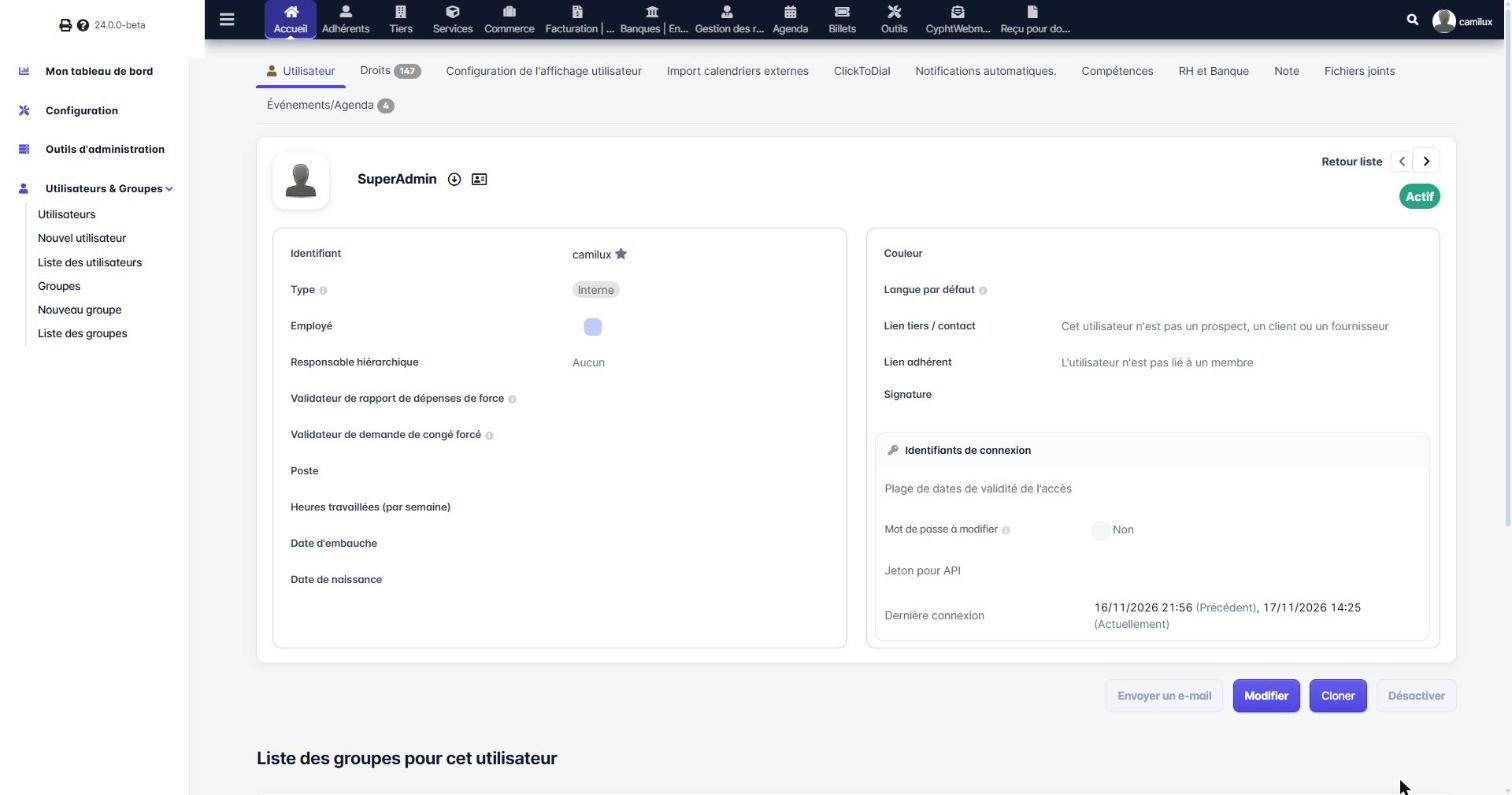 24.0.0-beta
Accueil
Adhérents
Tiers
Services
Commerce
Facturation | ...
Banques | En...
Gestion des r...
Agenda
Billets
Outils
CyphtWebm...
Reçu pour do...
camilux
Mon tableau de bord
Configuration
Outils d'administration
Utilisateurs & Groupes
Utilisateurs
Nouvel utilisateur
Liste des utilisateurs
Groupes
Nouveau groupe
Liste des groupes
Utilisateur
Droits 147
Configuration de l'affichage utilisateur
Import calendriers externes
ClickToDial
Notifications automatiques.
Compétences
RH et Banque
Note
Fichiers joints
Événements/Agenda 4
SuperAdmin
Retour liste
Actif
Identifiant camilux
Type Interne
Employé
Responsable hiérarchique Aucun
Validateur de rapport de dépenses de force
Validateur de demande de congé forcé
Poste
Heures travaillées (par semaine)
Date d'embauche
Date de naissance
Couleur
Langue par défaut
Lien tiers / contact Cet utilisateur n'est pas un prospect, un client ou un fournisseur
Lien adhérent L'utilisateur n'est pas lié à un membre
Signature
Identifiants de connexion
Plage de dates de validité de l'accès
Mot de passe à modifier Non
Jeton pour API
Dernière connexion 16/11/2026 21:56 (Précédent), 17/11/2026 14:25
(Actuellement)
Envoyer un e-mail
Modifier
Cloner
Désactiver
Liste des groupes pour cet utilisateur